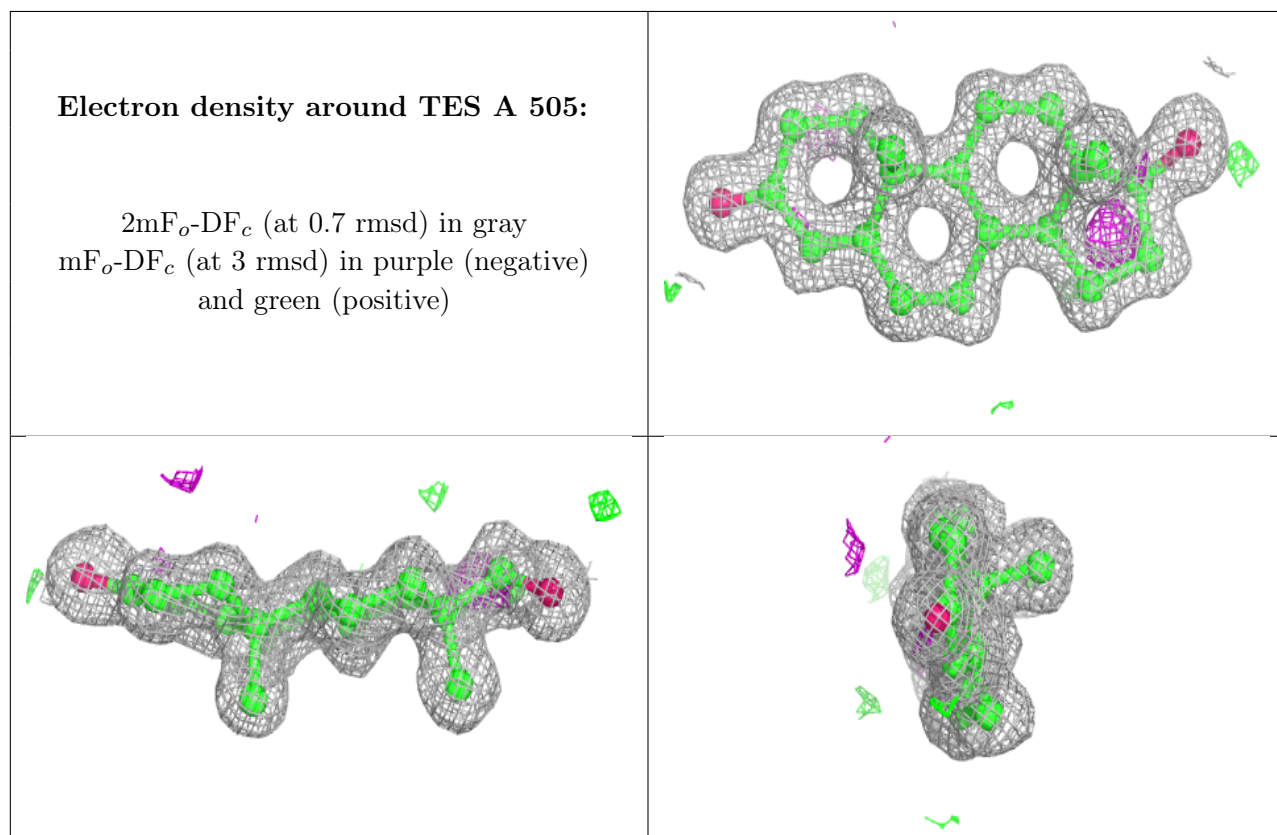 Electron density around TES A 505:
2mFo-DFc (at 0.7 rmsd) in gray
mFo-DFc (at 3 rmsd) in purple (negative)
and green (positive)